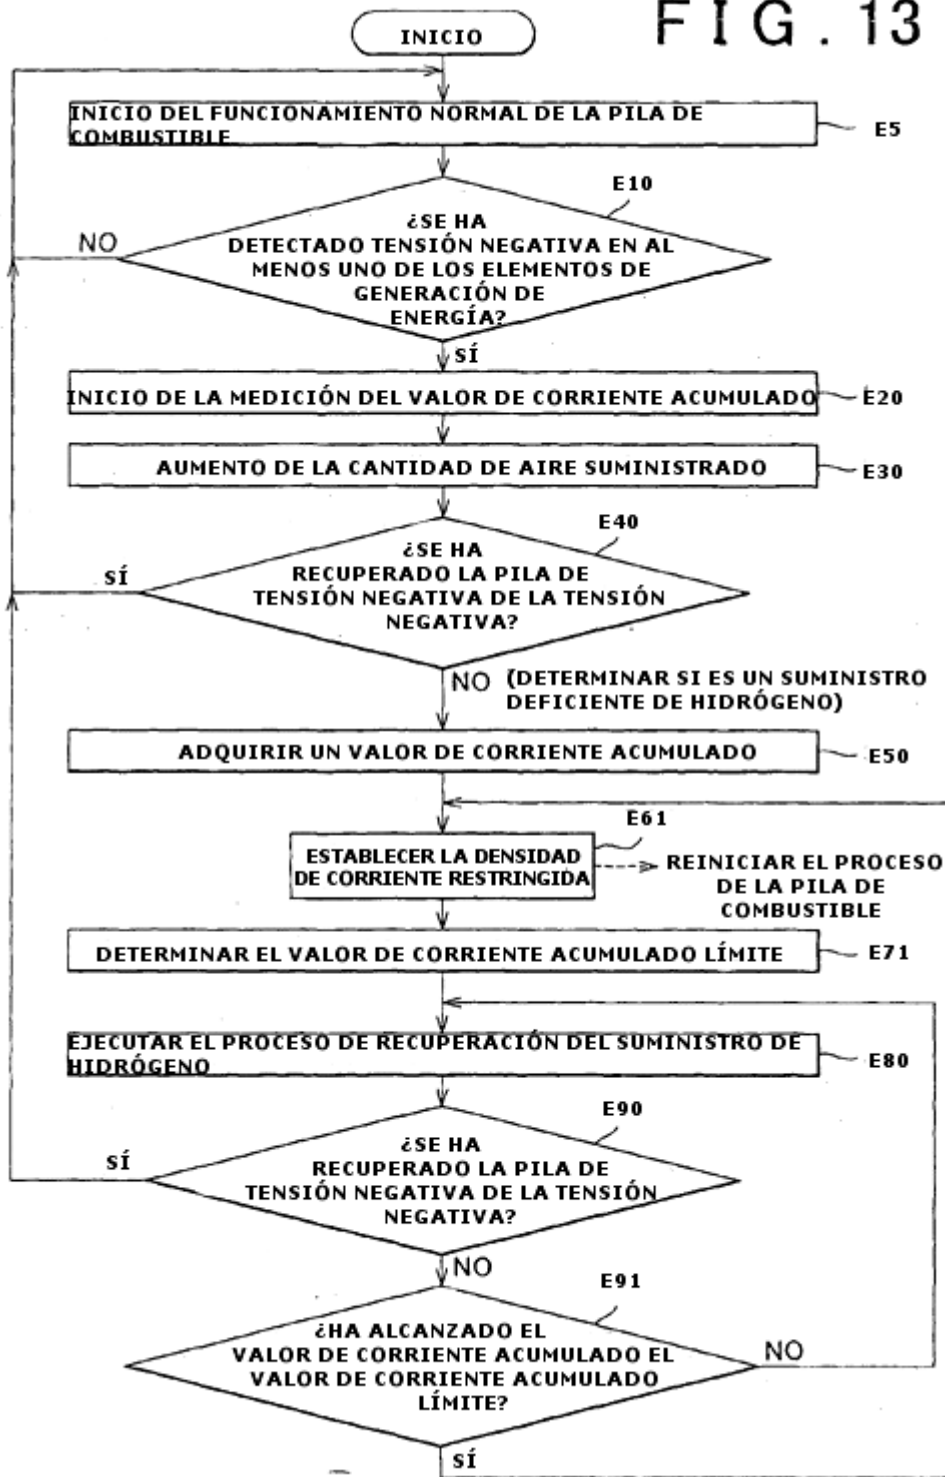 FIG. 13
INICIO
INICIO DEL FUNCIONAMIENTO NORMAL DE LA PILA DE
COMBUSTIBLE
E5
E10
¿SE HA
DETECTADO TENSIÓN NEGATIVA EN AL
MENOS UNO DE LOS ELEMENTOS DE
GENERACIÓN DE
ENERGÍA?
NO
SÍ
INICIO DE LA MEDICIÓN DEL VALOR DE CORRIENTE ACUMULADO
E20
AUMENTO DE LA CANTIDAD DE AIRE SUMINISTRADO
E30
E40
¿SE HA
RECUPERADO LA PILA DE
TENSIÓN NEGATIVA DE LA TENSIÓN
NEGATIVA?
SÍ
NO
(DETERMINAR SI ES UN SUMINISTRO
DEFICIENTE DE HIDRÓGENO)
ADQUIRIR UN VALOR DE CORRIENTE ACUMULADO
E50
E61
ESTABLECER LA DENSIDAD
DE CORRIENTE RESTRINGIDA
REINICIAR EL PROCESO
DE LA PILA DE
COMBUSTIBLE
DETERMINAR EL VALOR DE CORRIENTE ACUMULADO LÍMITE
E71
EJECUTAR EL PROCESO DE RECUPERACIÓN DEL SUMINISTRO DE
HIDRÓGENO
E80
E90
¿SE HA
RECUPERADO LA PILA DE
TENSIÓN NEGATIVA DE LA TENSIÓN
NEGATIVA?
SÍ
NO
E91
¿HA ALCANZADO EL
VALOR DE CORRIENTE ACUMULADO EL
VALOR DE CORRIENTE ACUMULADO
LÍMITE?
NO
SÍ